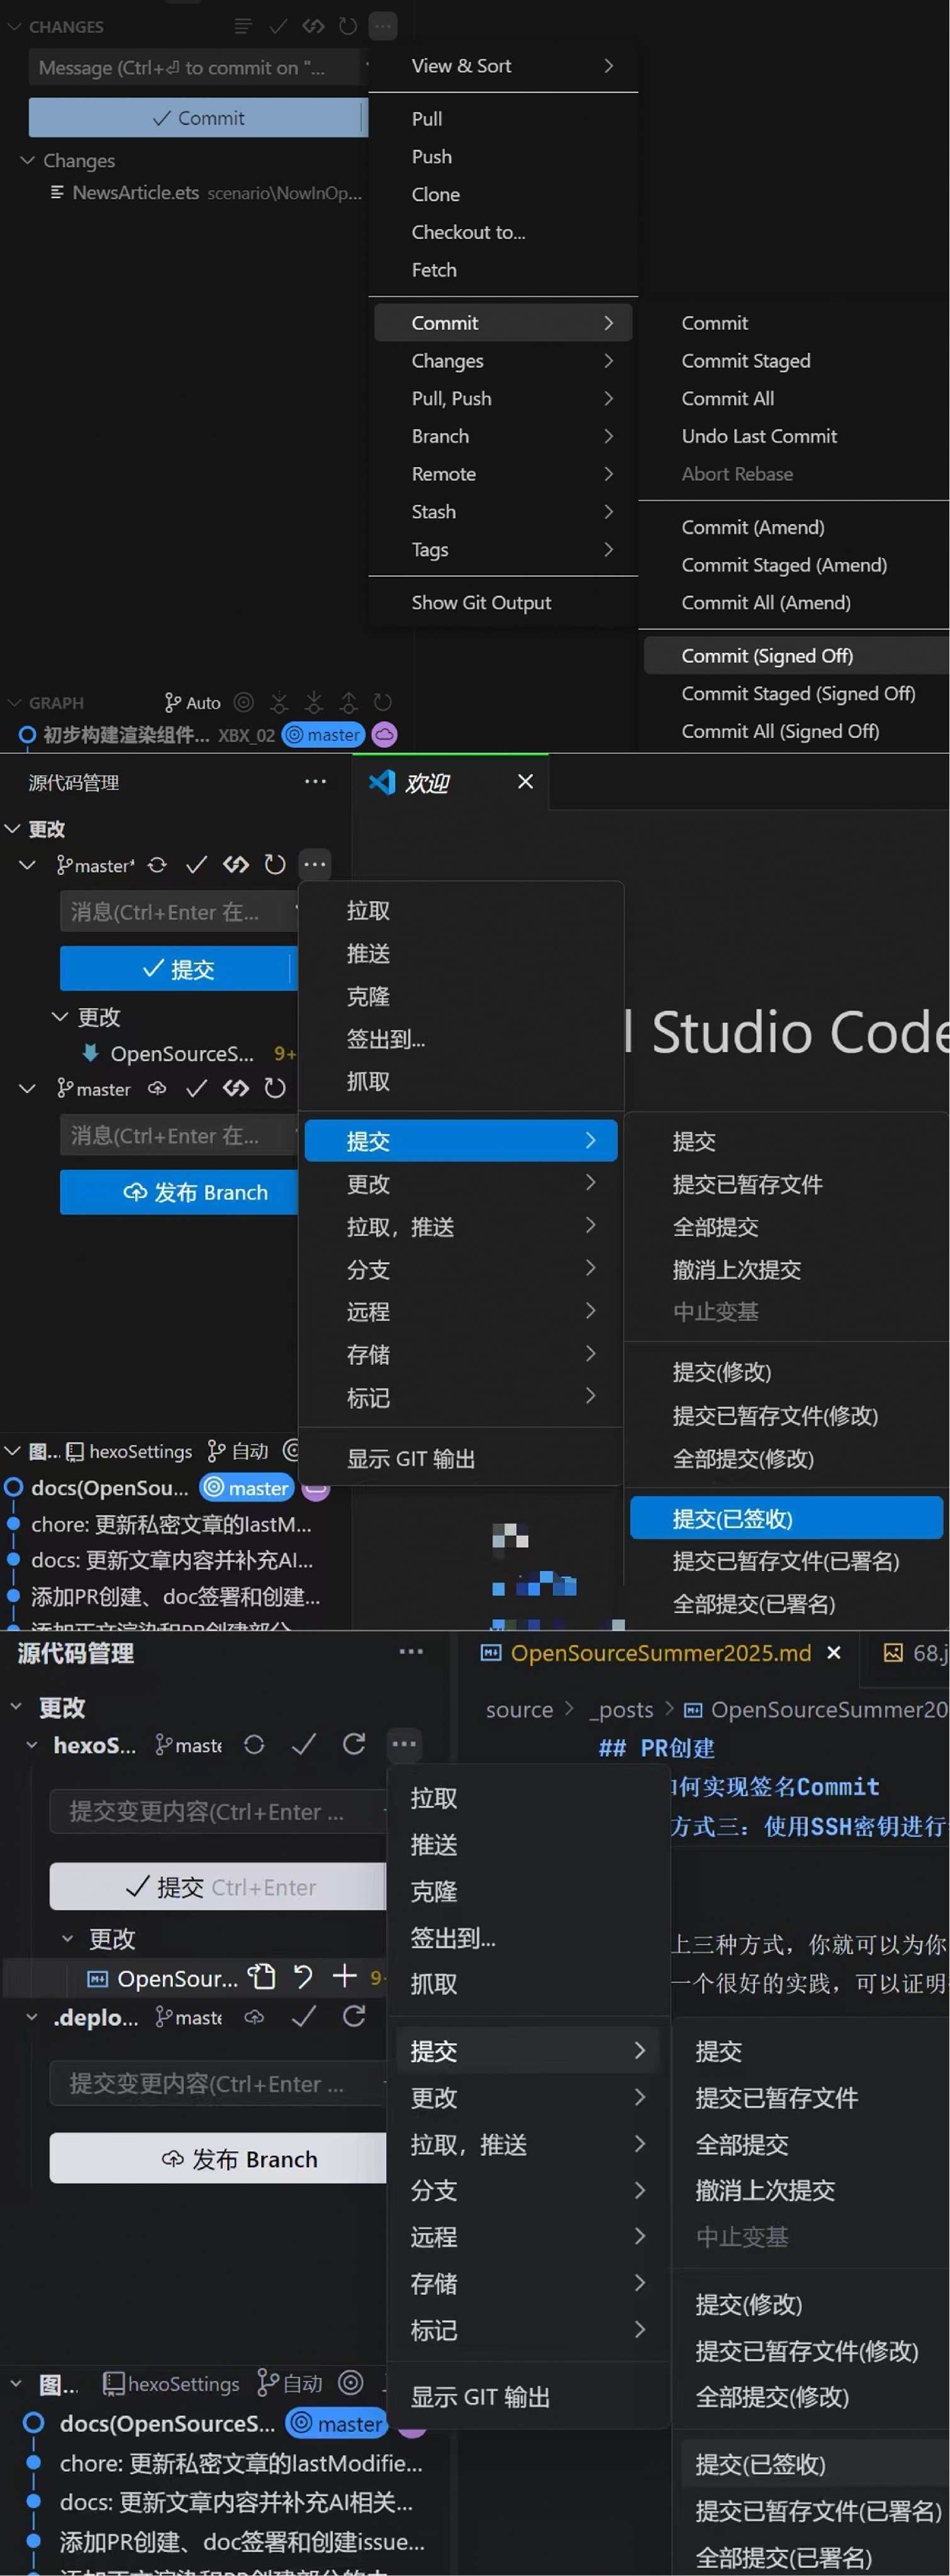 CHANGES
Message (Ctrl+⏎ to commit on "...
Commit
Changes
NewsArticle.ets scenario\NowInOp...
View & Sort
Pull
Push
Clone
Checkout to...
Fetch
Commit
Changes
Pull, Push
Branch
Remote
Stash
Tags
Show Git Output
Commit
Commit Staged
Commit All
Undo Last Commit
Abort Rebase
Commit (Amend)
Commit Staged (Amend)
Commit All (Amend)
Commit (Signed Off)
Commit Staged (Signed Off)
Commit All (Signed Off)
GRAPH Auto
初步构建渲染组件... XBX_02 master
源代码管理
欢迎
更改
master*
消息(Ctrl+Enter 在...
提交
更改
OpenSourceS... 9+
master
消息(Ctrl+Enter 在...
发布 Branch
拉取
推送
克隆
签出到...
抓取
提交
更改
拉取，推送
分支
远程
存储
标记
显示 GIT 输出
l Studio Code
提交
提交已暂存文件
全部提交
撤消上次提交
中止变基
提交(修改)
提交已暂存文件(修改)
全部提交(修改)
提交(已签收)
提交已暂存文件(已署名)
全部提交(已署名)
图... hexoSettings 自动
docs(OpenSou... master
chore: 更新私密文章的lastM...
docs: 更新文章内容并补充AI...
添加PR创建、doc签署和创建...
源代码管理
OpenSourceSummer2025.md
68.j
更改
source > _posts > OpenSourceSummer20
hexoS... maste
## PR创建
何实现签名Commit
方式三：使用SSH密钥进行
提交变更内容(Ctrl+Enter ...
提交 Ctrl+Enter
更改
OpenSour... 9
.deplo... maste
提交变更内容(Ctrl+Enter ...
发布 Branch
拉取
推送
克隆
签出到...
抓取
提交
更改
拉取，推送
分支
远程
存储
标记
显示 GIT 输出
上三种方式，你就可以为你
一个很好的实践，可以证明
提交
提交已暂存文件
全部提交
撤消上次提交
中止变基
提交(修改)
提交已暂存文件(修改)
全部提交(修改)
提交(已签收)
提交已暂存文件(已署名)
全部提交(已署名)
图... hexoSettings 自动
docs(OpenSourceS... master
chore: 更新私密文章的lastModifie...
docs: 更新文章内容并补充AI相关...
添加PR创建、doc签署和创建issue...